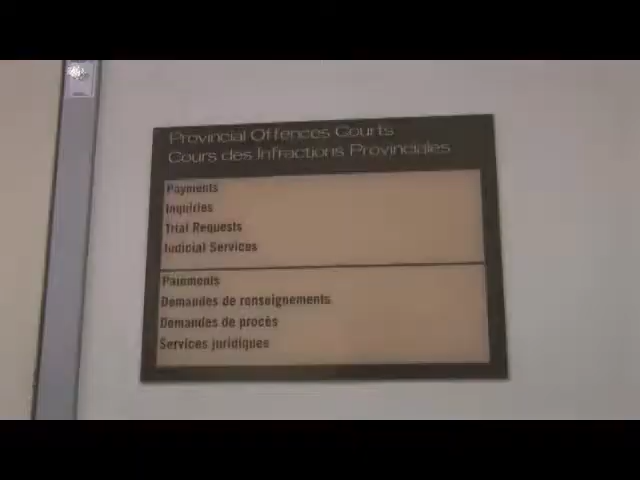 Provincial Offences Courts
Cours des Infractions Provinciales
Payments
Inquiries
Trial Requests
Judicial Services
Paiements
Demandes de renseignements
Demandes de procès
Services juridiques